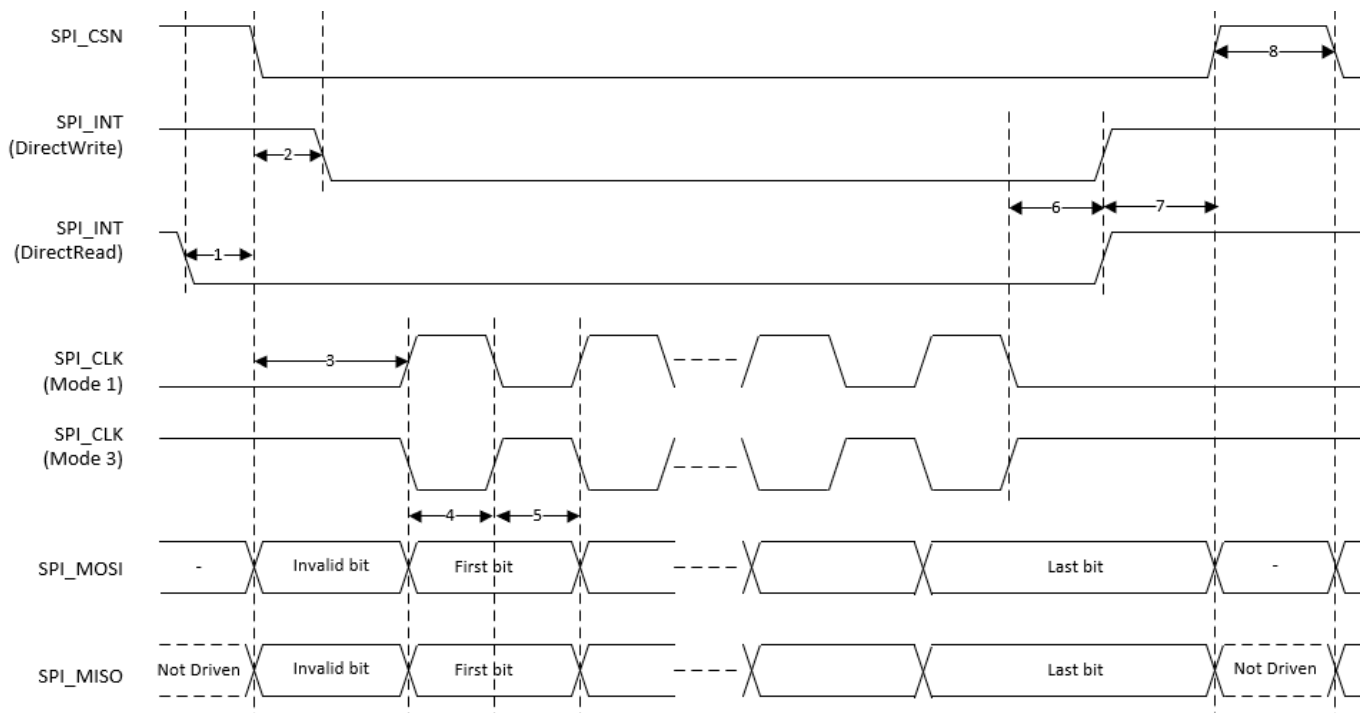 SPI_CSN
8
SPI_INT
(DirectWrite)
2
6
7
SPI_INT
(DirectRead)
1
SPI_CLK
(Mode 1)
3
SPI_CLK
(Mode 3)
4
5
SPI_MOSI
-
Invalid bit
First bit
Last bit
-
SPI_MISO
Not Driven
Invalid bit
First bit
Last bit
Not Driven